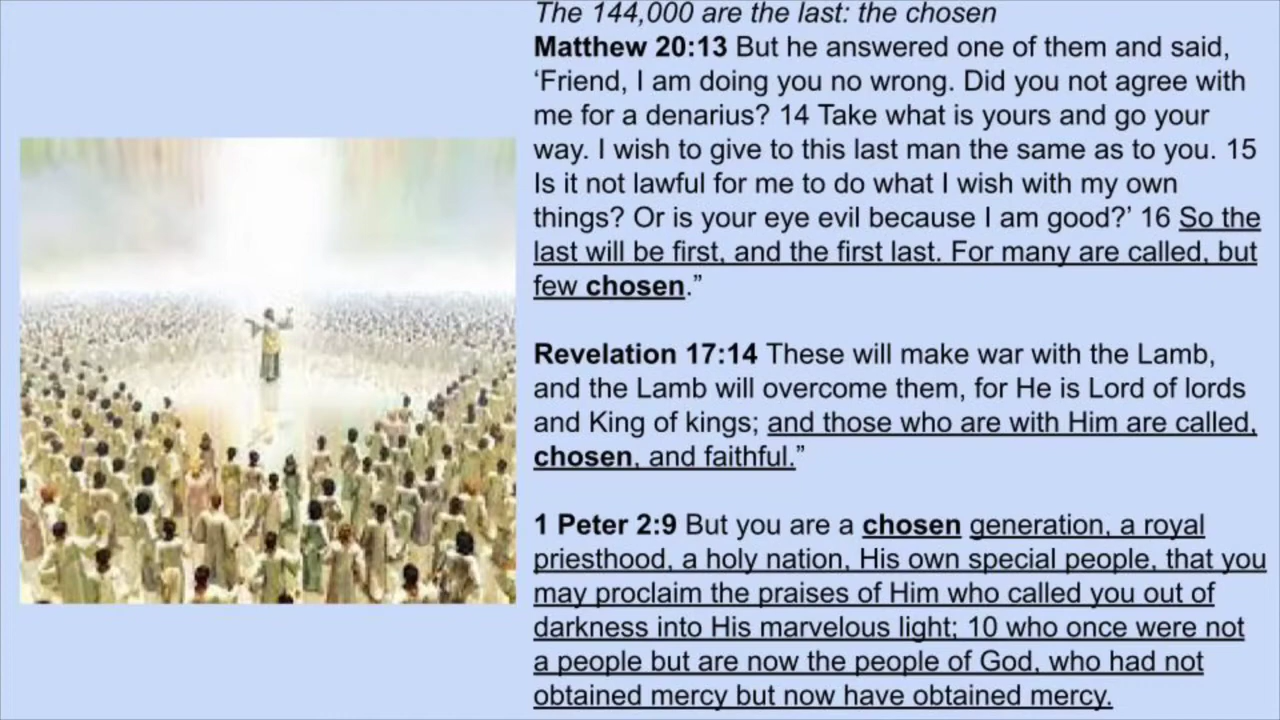 The 144,000 are the last: the chosen
Matthew 20:13 But he answered one of them and said,
‘Friend, I am doing you no wrong. Did you not agree with
me for a denarius? 14 Take what is yours and go your
way. I wish to give to this last man the same as to you. 15
Is it not lawful for me to do what I wish with my own
things? Or is your eye evil because I am good?’ 16 So the
last will be first, and the first last. For many are called, but
few chosen.”
Revelation 17:14 These will make war with the Lamb,
and the Lamb will overcome them, for He is Lord of lords
and King of kings; and those who are with Him are called,
chosen, and faithful.”
1 Peter 2:9 But you are a chosen generation, a royal
priesthood, a holy nation, His own special people, that you
may proclaim the praises of Him who called you out of
darkness into His marvelous light; 10 who once were not
a people but are now the people of God, who had not
obtained mercy but now have obtained mercy.